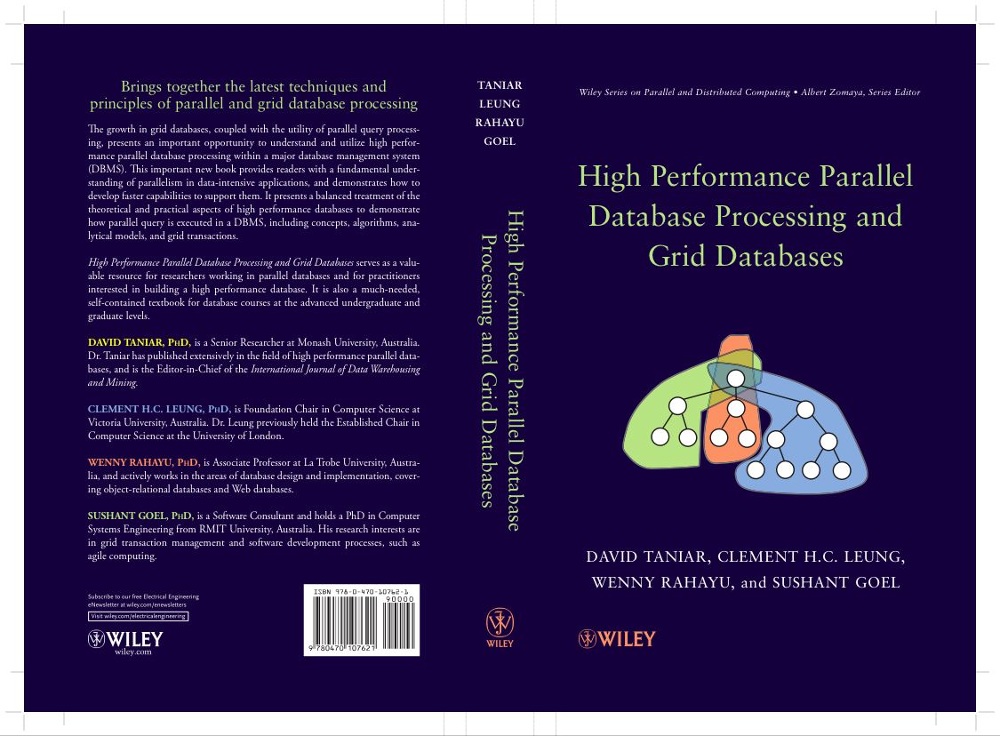 Brings together the latest techniques and
principles of parallel and grid database processing
The growth in grid databases, coupled with the utility of parallel query process-
ing, presents an important opportunity to understand and utilize high perfor-
mance parallel database processing within a major database management system
(DBMS). This important new book provides readers with a fundamental under-
standing of parallelism in data-intensive applications, and demonstrates how to
develop faster capabilities to support them. It presents a balanced treatment of the
theoretical and practical aspects of high performance databases to demonstrate
how parallel query is executed in a DBMS, including concepts, algorithms, ana-
lytical models, and grid transactions.
High Performance Parallel Database Processing and Grid Databases serves as a valu-
able resource for researchers working in parallel databases and for practitioners
interested in building a high performance database. It is also a much-needed,
self-contained textbook for database courses at the advanced undergraduate and
graduate levels.
DAVID TANIAR, PHD, is a Senior Researcher at Monash University, Australia.
Dr. Taniar has published extensively in the field of high performance parallel data-
bases, and is the Editor-in-Chief of the International Journal of Data Warehousing
and Mining.
CLEMENT H.C. LEUNG, PHD, is Foundation Chair in Computer Science at
Victoria University, Australia. Dr. Leung previously held the Established Chair in
Computer Science at the University of London.
WENNY RAHAYU, PHD, is Associate Professor at La Trobe University, Austra-
lia, and actively works in the areas of database design and implementation, cover-
ing object-relational databases and Web databases.
SUSHANT GOEL, PHD, is a Software Consultant and holds a PhD in Computer
Systems Engineering from RMIT University, Australia. His research interests are
in grid transaction management and software development processes, such as
agile computing.
Subscribe to our free Electrical Engineering
eNewsletter at wiley.com/enewsletters
Visit wiley.com/electricalengineering
WILEY
wiley.com
ISBN 978-0-470-10762-1
90000
9 780470 107621
TANIAR
LEUNG
RAHAYU
GOEL
High Performance Parallel Database
Processing and Grid Databases
WILEY
Wiley Series on Parallel and Distributed Computing • Albert Zomaya, Series Editor
High Performance Parallel
Database Processing and
Grid Databases
DAVID TANIAR, CLEMENT H.C. LEUNG,
WENNY RAHAYU, and SUSHANT GOEL
WILEY